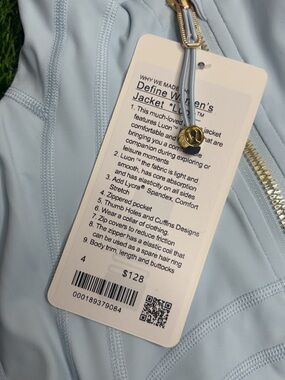 WHY WE MADE
Define Women's
Jacket TM
1. This much-loved jacket
features Luon that are
comfortable and
bringing you a
companion during exploring or
leisure moments
2. Luon™ the fabric is light and
smooth, has core absorption
and has elasticity on all sides
3. Add Lycra® Spandex, Comfort
Stretch
4. Zippered pocket
5. Thumb Holes and Cuffins Designs
6. Wear a collar of clothing.
7. Zip covers to reduce friction
8. The zipper has a elastic coil that
can be used as a spare hair ring
9. Body trim, length and buttocks
4
$128
000189379084